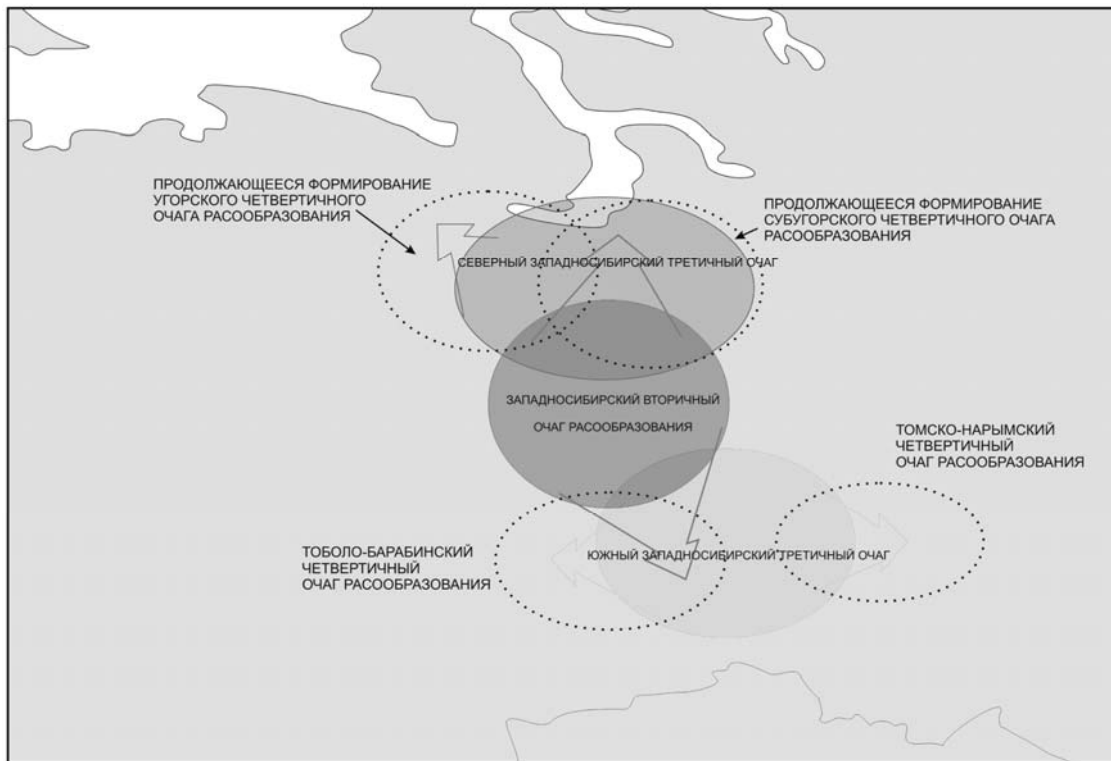 ПРОДОЛЖАЮЩЕЕСЯ ФОРМИРОВАНИЕ
УГОРСКОГО ЧЕТВЕРТИЧНОГО
ОЧАГА РАСООБРАЗОВАНИЯ
ПРОДОЛЖАЮЩЕЕСЯ ФОРМИРОВАНИЕ
СУБУГОРСКОГО ЧЕТВЕРТИЧНОГО ОЧАГА
РАСООБРАЗОВАНИЯ
СЕВЕРНЫЙ ЗАПАДНОСИБИРСКИЙ ТРЕТИЧНЫЙ ОЧАГ
ЗАПАДНОСИБИРСКИЙ ВТОРИЧНЫЙ
ОЧАГ РАСООБРАЗОВАНИЯ
ТОМСКО-НАРЫМСКИЙ
ЧЕТВЕРТИЧНЫЙ
ОЧАГ РАСООБРАЗОВАНИЯ
ТОБОЛО-БАРАБИНСКИЙ
ЧЕТВЕРТИЧНЫЙ
ОЧАГ РАСООБРАЗОВАНИЯ
ЮЖНЫЙ ЗАПАДНОСИБИРСКИЙ ТРЕТИЧНЫЙ ОЧАГ